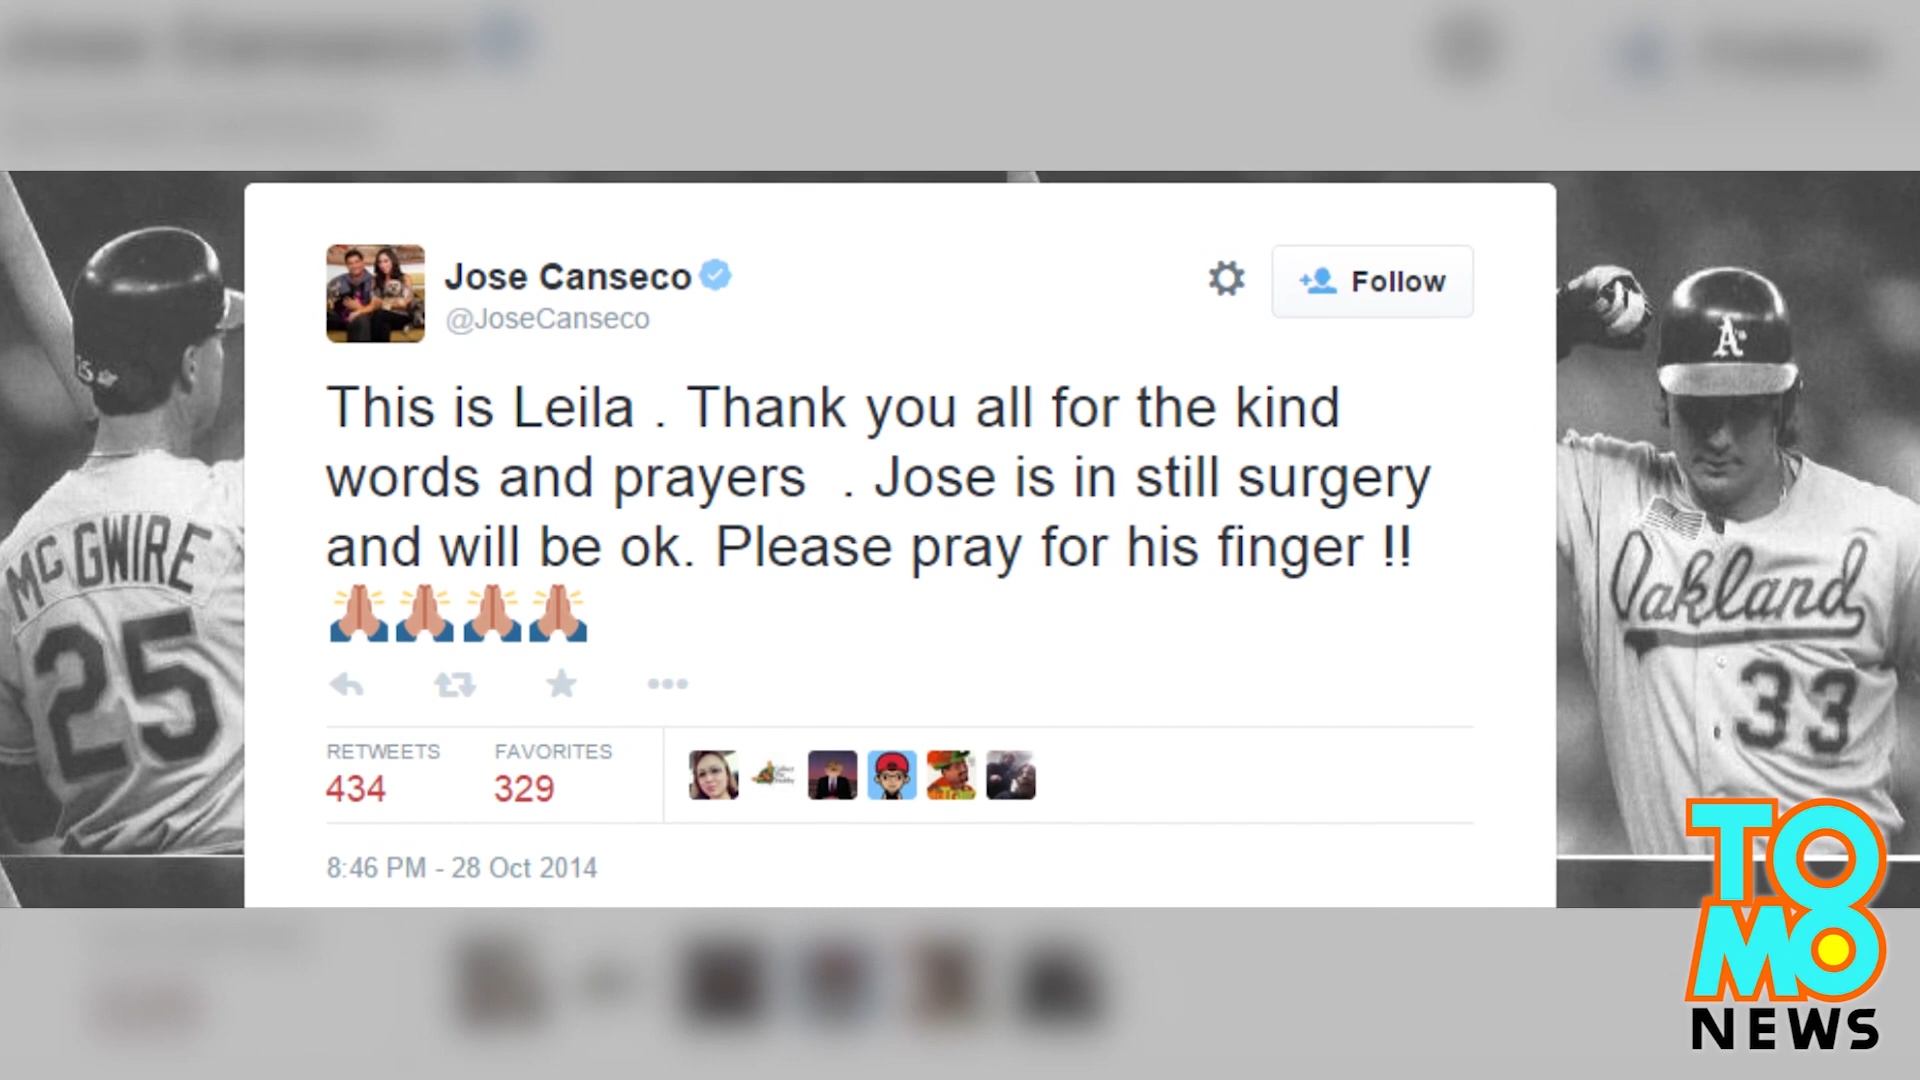 Jose Canseco
@JoseCanseco
Follow
This is Leila . Thank you all for the kind
words and prayers  . Jose is in still surgery
and will be ok. Please pray for his finger !!
🙏🙏🙏🙏
RETWEETS
434
FAVORITES
329
8:46 PM - 28 Oct 2014
MCGWIRE
25
A's
Oakland
33
TOMO
NEWS